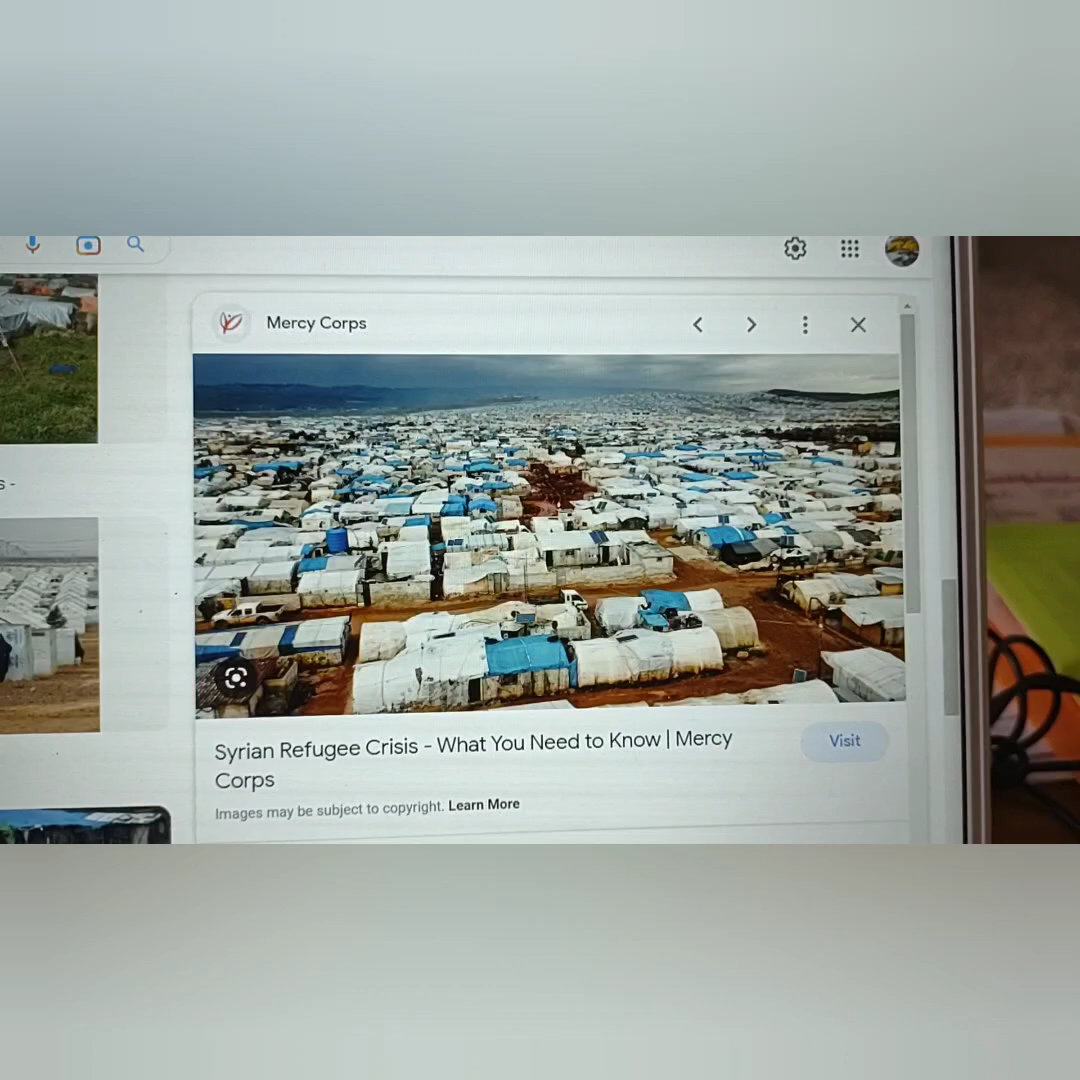 Mercy Corps
s -
Syrian Refugee Crisis - What You Need to Know | Mercy
Corps
Visit
Images may be subject to copyright. Learn More